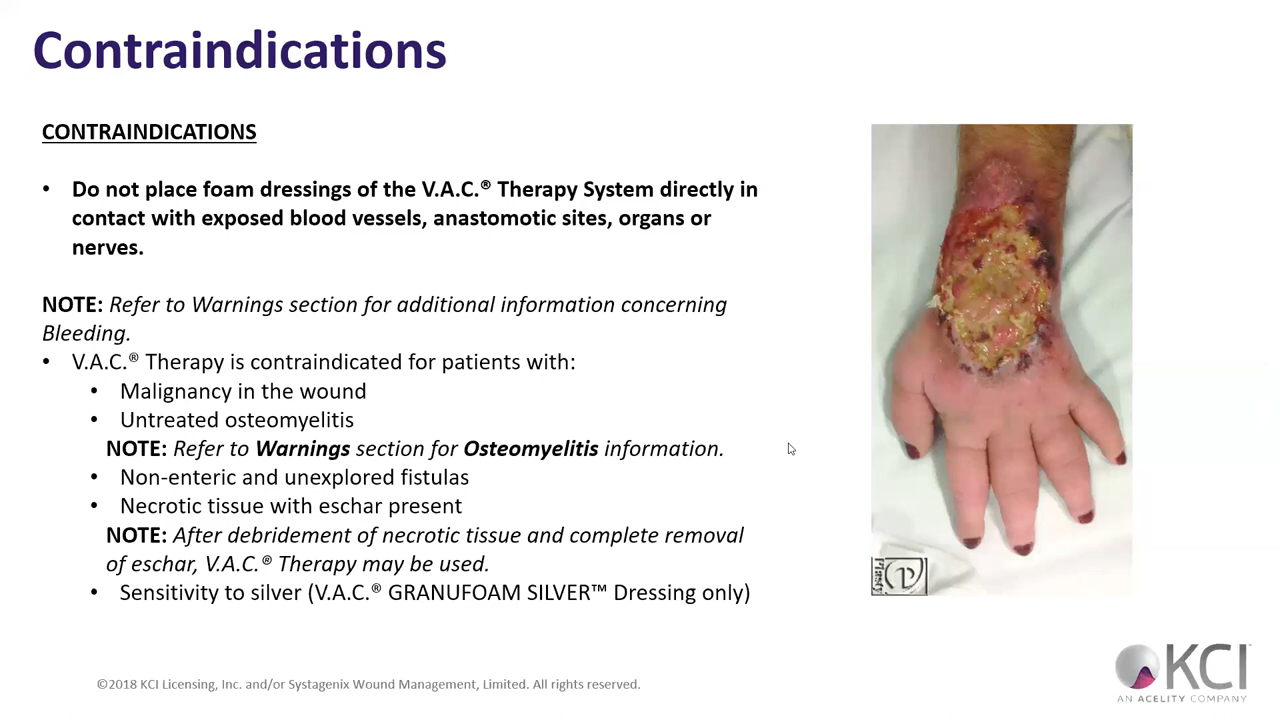 Contraindications
CONTRAINDICATIONS
• Do not place foam dressings of the V.A.C.® Therapy System directly in
contact with exposed blood vessels, anastomotic sites, organs or
nerves.
NOTE: Refer to Warnings section for additional information concerning
Bleeding.
• V.A.C.® Therapy is contraindicated for patients with:
• Malignancy in the wound
• Untreated osteomyelitis
NOTE: Refer to Warnings section for Osteomyelitis information.
• Non-enteric and unexplored fistulas
• Necrotic tissue with eschar present
NOTE: After debridement of necrotic tissue and complete removal
of eschar, V.A.C.® Therapy may be used.
• Sensitivity to silver (V.A.C.® GRANUFOAM SILVER™ Dressing only)
©2018 KCI Licensing, Inc. and/or Systagenix Wound Management, Limited. All rights reserved.
KCI™
AN ACELITY COMPANY